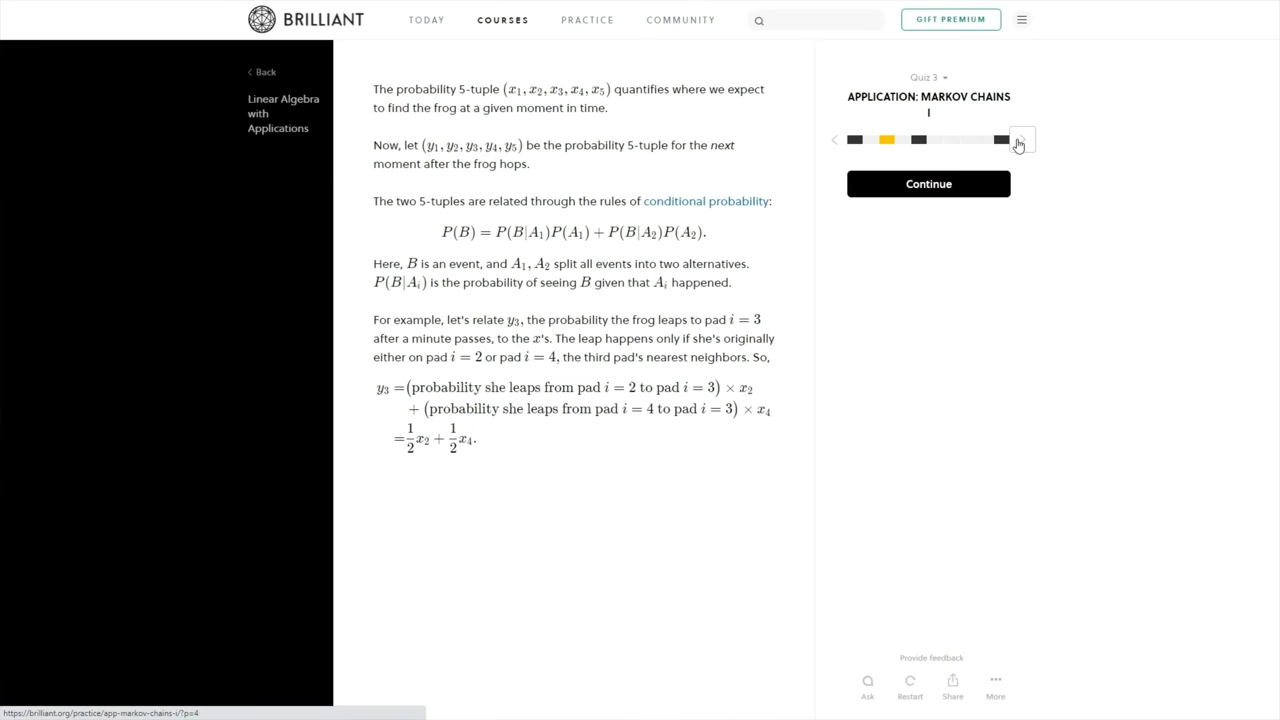 BRILLIANT
TODAY
COURSES
PRACTICE
COMMUNITY
GIFT PREMIUM
Back
Linear Algebra
with
Applications
The probability 5-tuple (x₁, x₂, x₃, x₄, x₅) quantifies where we expect
to find the frog at a given moment in time.
Now, let (y₁, y₂, y₃, y₄, y₅) be the probability 5-tuple for the next
moment after the frog hops.
The two 5-tuples are related through the rules of conditional probability:
P(B) = P(B|A₁)P(A₁) + P(B|A₂)P(A₂).
Here, B is an event, and A₁, A₂ split all events into two alternatives.
P(B|Aᵢ) is the probability of seeing B given that Aᵢ happened.
For example, let's relate y₃, the probability the frog leaps to pad i = 3
after a minute passes, to the x's. The leap happens only if she's originally
either on pad i = 2 or pad i = 4, the third pad's nearest neighbors. So,
y₃ =(probability she leaps from pad i = 2 to pad i = 3) × x₂
+ (probability she leaps from pad i = 4 to pad i = 3) × x₄
=1/2 x₂ + 1/2 x₄.
Quiz 3
APPLICATION: MARKOV CHAINS
I
Continue
Provide feedback
Ask
Restart
Share
More
https://brilliant.org/practice/app-markov-chains-i/?p=4